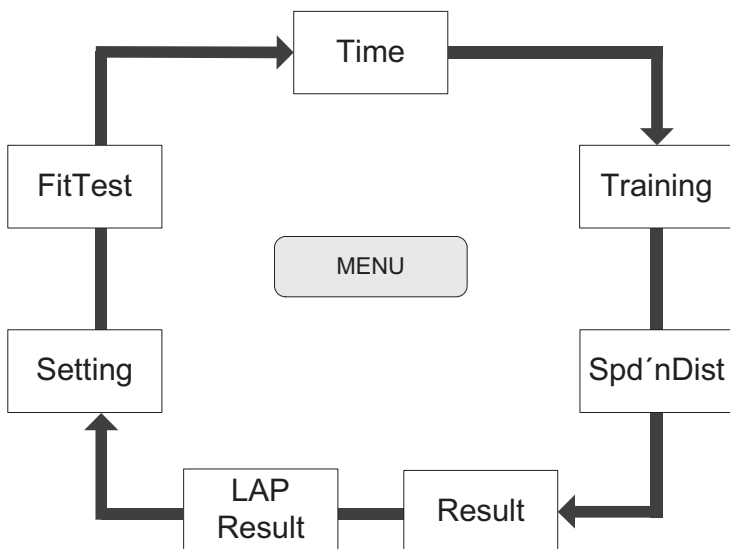 Time
FitTest
Training
MENU
Setting
Spd´nDist
LAP
Result
Result